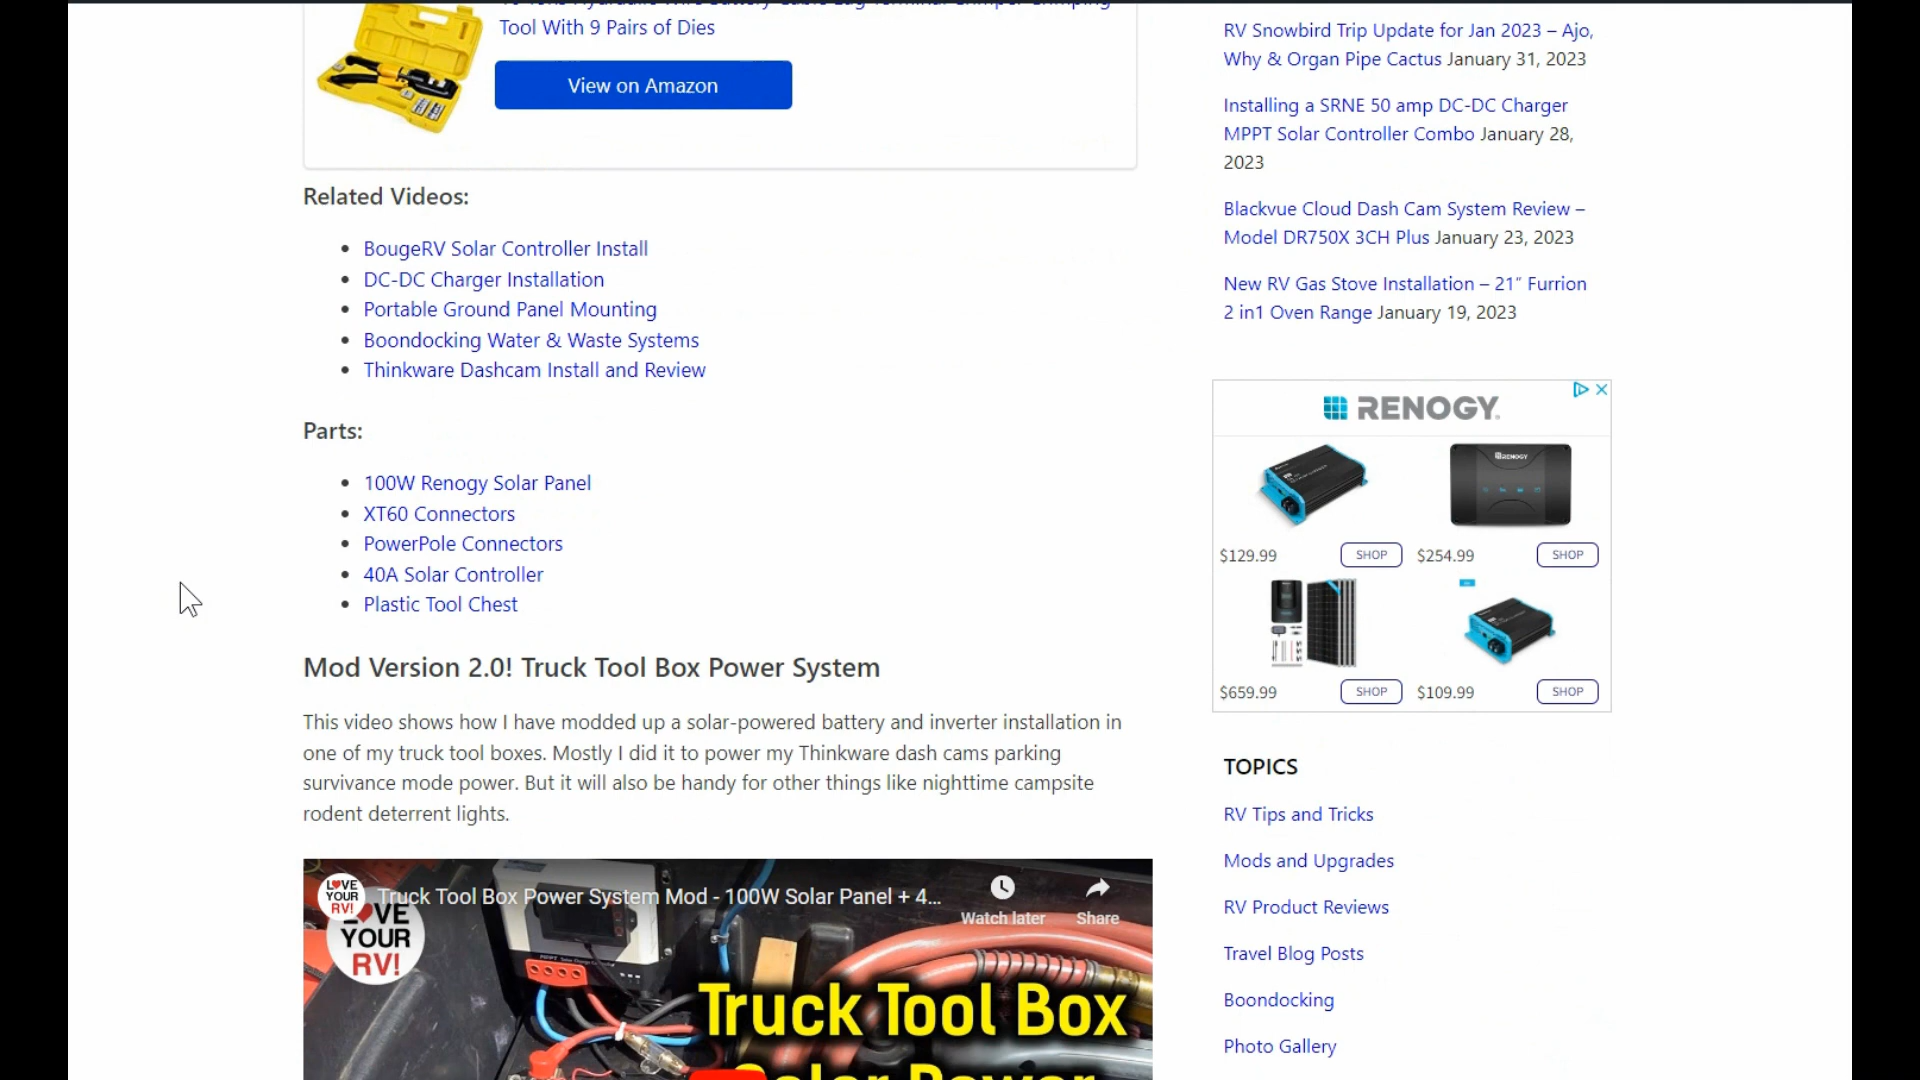 Tool With 9 Pairs of Dies
View on Amazon
Related Videos:
BougeRV Solar Controller Install
DC-DC Charger Installation
Portable Ground Panel Mounting
Boondocking Water & Waste Systems
Thinkware Dashcam Install and Review
Parts:
100W Renogy Solar Panel
XT60 Connectors
PowerPole Connectors
40A Solar Controller
Plastic Tool Chest
Mod Version 2.0! Truck Tool Box Power System
This video shows how I have modded up a solar-powered battery and inverter installation in
one of my truck tool boxes. Mostly I did it to power my Thinkware dash cams parking
survivance mode power. But it will also be handy for other things like nighttime campsite
rodent deterrent lights.
LOVE
YOUR
RV!
Truck Tool Box Power System Mod - 100W Solar Panel + 4...
Watch later
Share
LOVE
YOUR
RV!
MPPT Solar Charge
Truck Tool Box
Solar Power
RV Snowbird Trip Update for Jan 2023 – Ajo,
Why & Organ Pipe Cactus January 31, 2023
Installing a SRNE 50 amp DC-DC Charger
MPPT Solar Controller Combo January 28,
2023
Blackvue Cloud Dash Cam System Review –
Model DR750X 3CH Plus January 23, 2023
New RV Gas Stove Installation – 21” Furrion
2 in1 Oven Range January 19, 2023
RENOGY
RENOGY
$129.99 SHOP $254.99 SHOP
$659.99 SHOP $109.99 SHOP
TOPICS
RV Tips and Tricks
Mods and Upgrades
RV Product Reviews
Travel Blog Posts
Boondocking
Photo Gallery